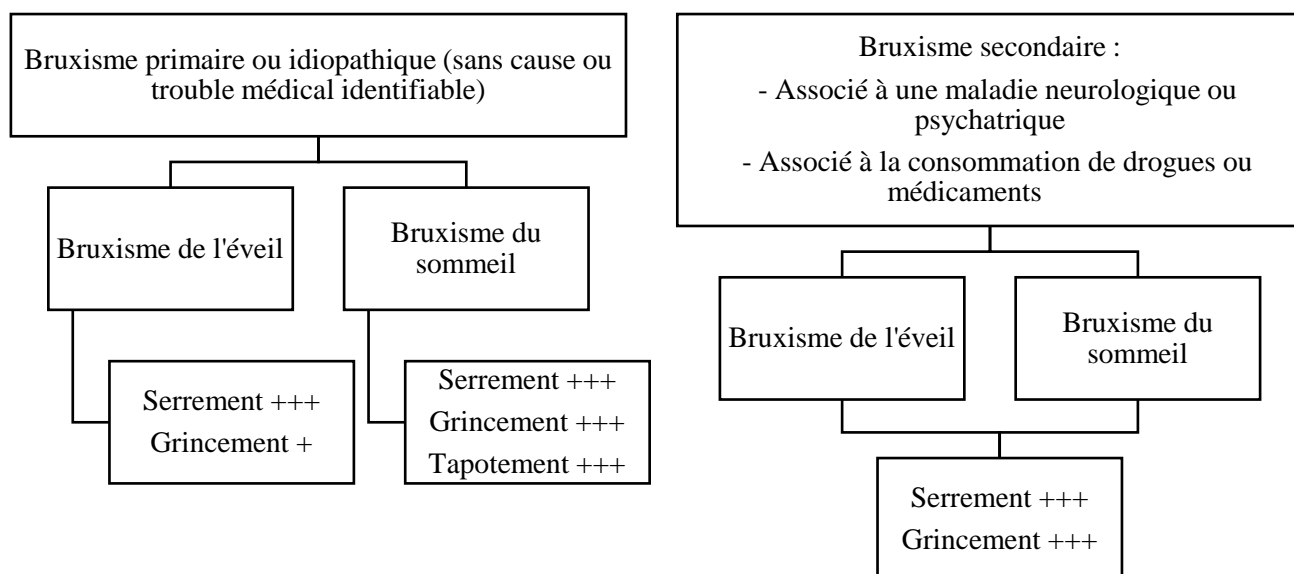 Bruxisme primaire ou idiopathique (sans cause ou
trouble médical identifiable)
Bruxisme de l'éveil
Bruxisme du
sommeil
Serrement +++
Grincement +
Serrement +++
Grincement +++
Tapotement +++
Bruxisme secondaire :
- Associé à une maladie neurologique ou
psychatrique
- Associé à la consommation de drogues ou
médicaments
Bruxisme de l'éveil
Bruxisme du
sommeil
Serrement +++
Grincement +++